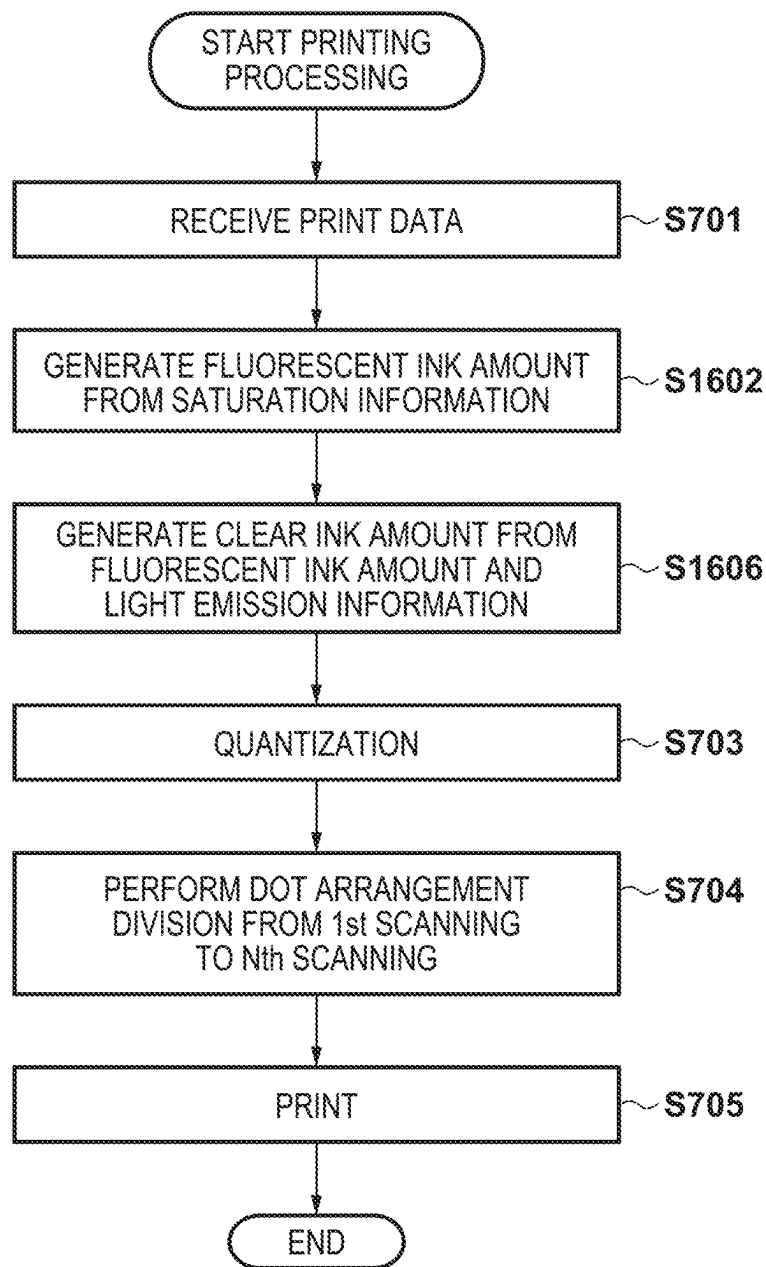 START PRINTING
PROCESSING
RECEIVE PRINT DATA
S701
GENERATE FLUORESCENT INK AMOUNT
FROM SATURATION INFORMATION
S1602
GENERATE CLEAR INK AMOUNT FROM
FLUORESCENT INK AMOUNT AND
LIGHT EMISSION INFORMATION
S1606
QUANTIZATION
S703
PERFORM DOT ARRANGEMENT
DIVISION FROM 1st SCANNING
TO Nth SCANNING
S704
PRINT
S705
END